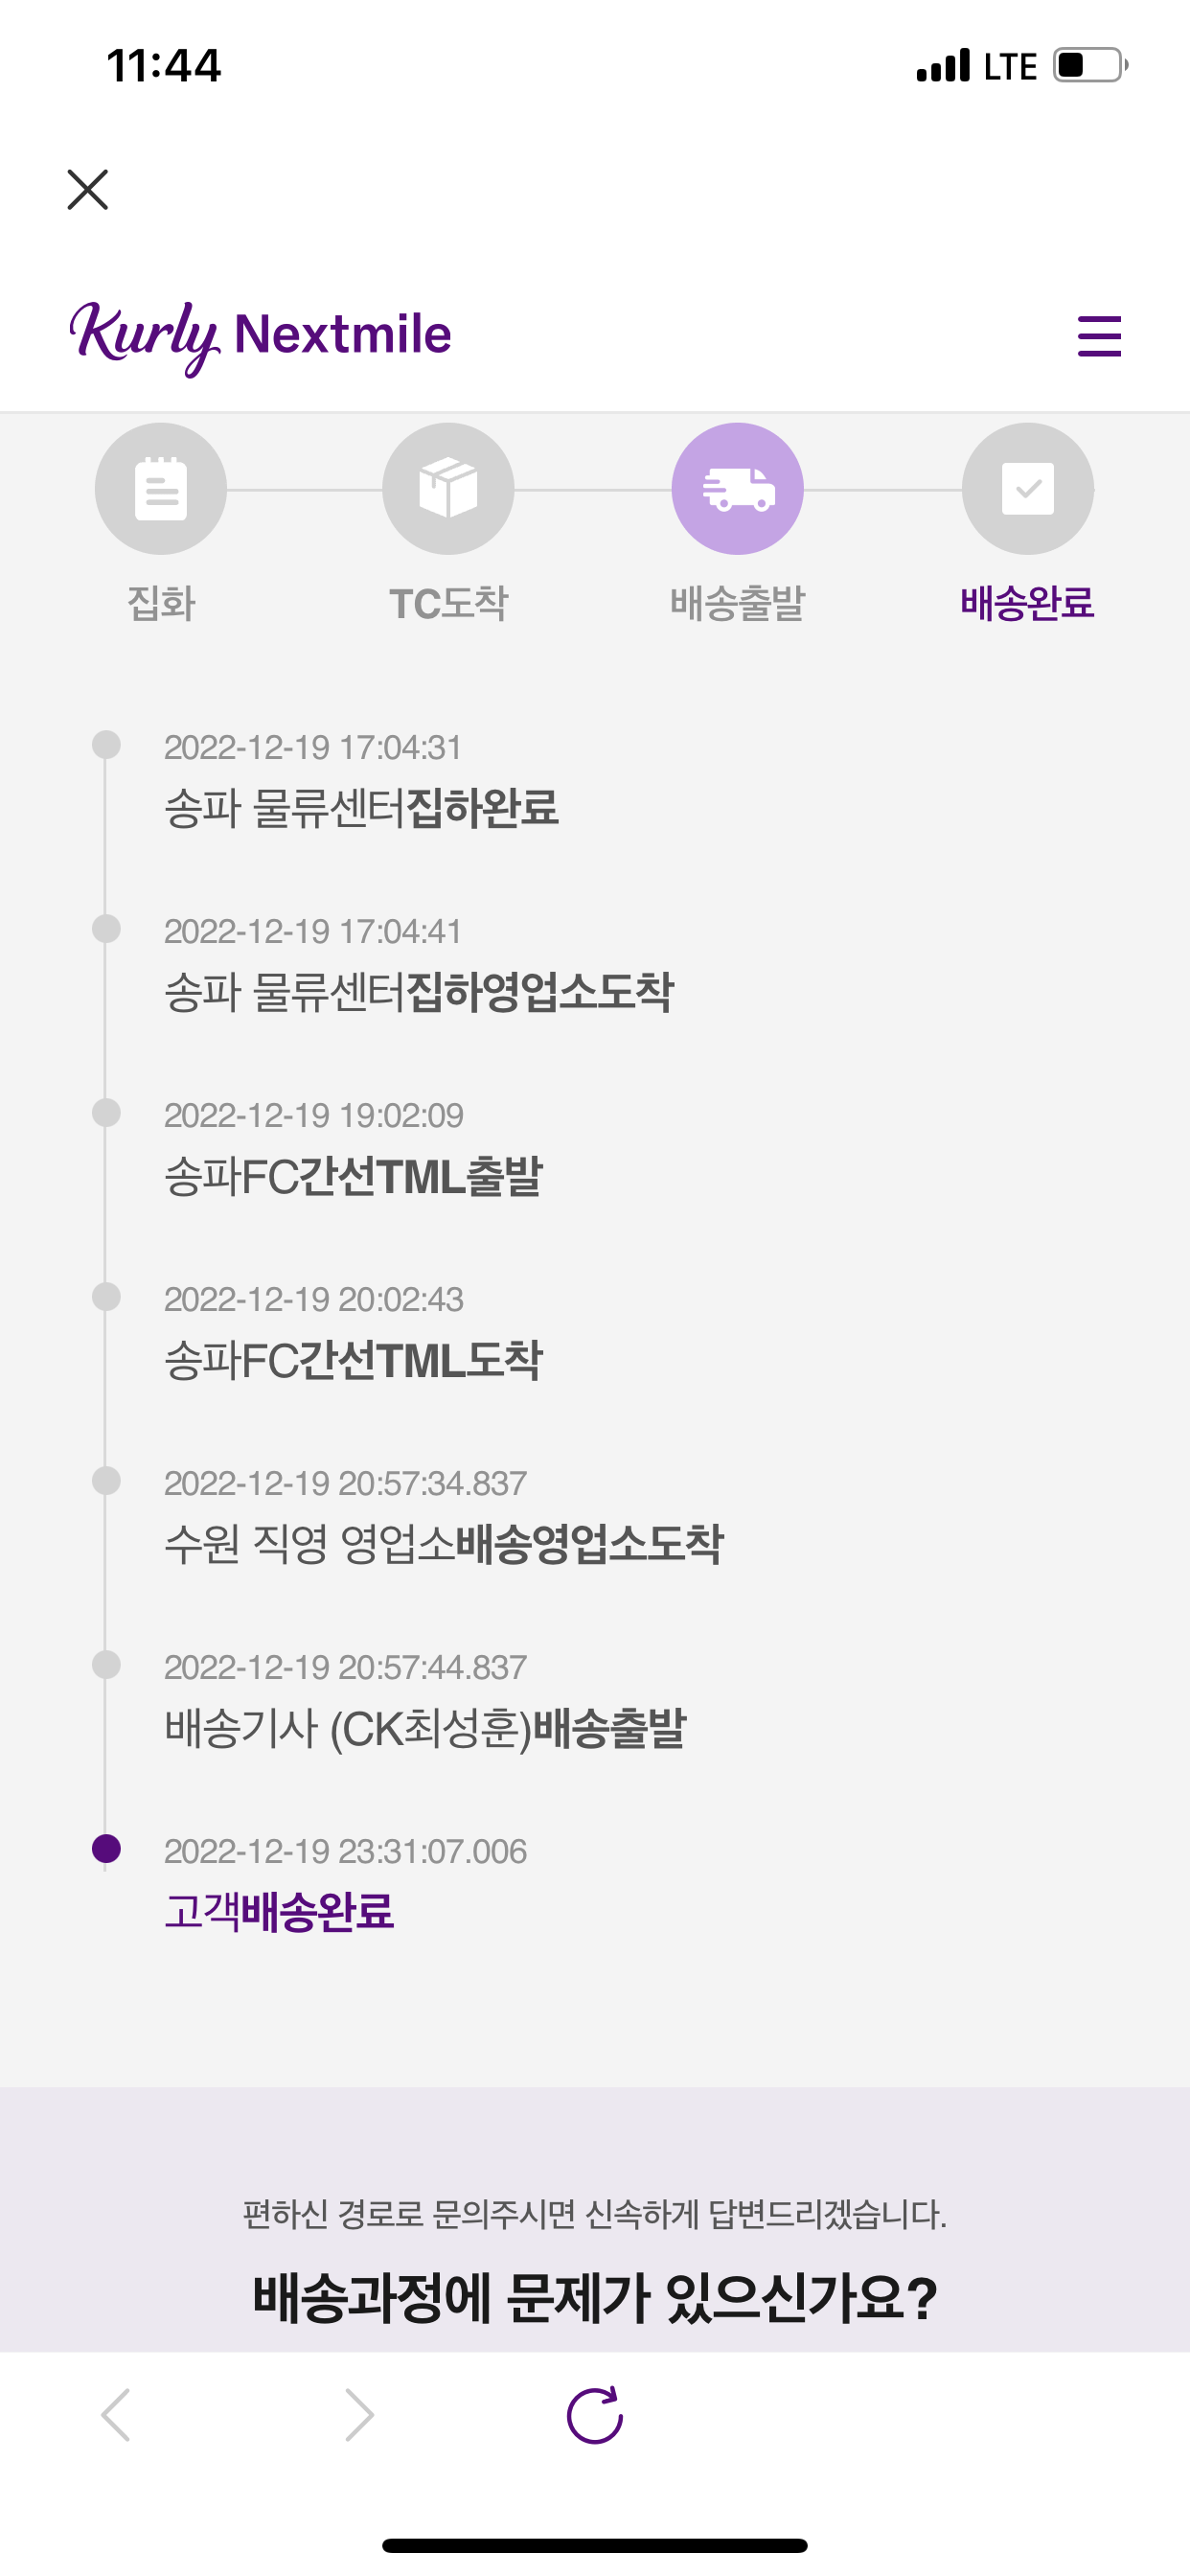 11:44
LTE
Kurly Nextmile
집화
TC도착
배송출발
배송완료
2022-12-19 17:04:31
송파 물류센터집하완료
2022-12-19 17:04:41
송파 물류센터집하영업소도착
2022-12-19 19:02:09
송파FC간선TML출발
2022-12-19 20:02:43
송파FC간선TML도착
2022-12-19 20:57:34.837
수원 직영 영업소배송영업소도착
2022-12-19 20:57:44.837
배송기사 (CK최성훈)배송출발
2022-12-19 23:31:07.006
고객배송완료
편하신 경로로 문의주시면 신속하게 답변드리겠습니다.
배송과정에 문제가 있으신가요?